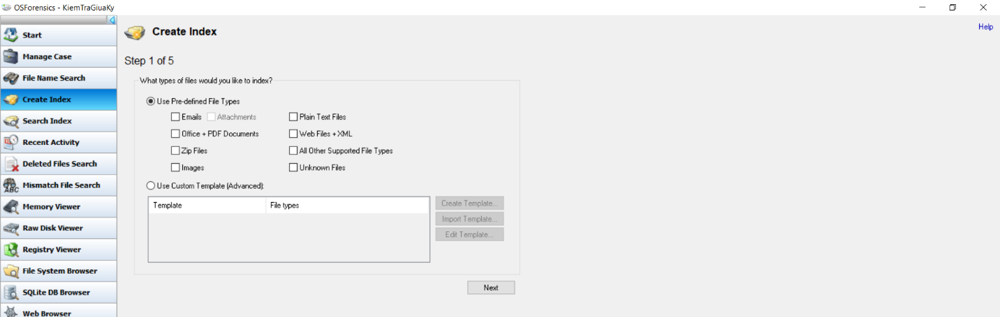 OSForensics - KiemTraGiuaKy
Start
Manage Case
File Name Search
Create Index
Search Index
Recent Activity
Deleted Files Search
Mismatch File Search
Memory Viewer
Raw Disk Viewer
Registry Viewer
File System Browser
SQLite DB Browser
Web Browser
Create Index
Help
Step 1 of 5
What types of files would you like to index?
Use Pre-defined File Types
Emails Attachments Plain Text Files
Office + PDF Documents Web Files + XML
Zip Files All Other Supported File Types
Images Unknown Files
Use Custom Template (Advanced):
Template File types
Create Template...
Import Template...
Edit Template...
Next